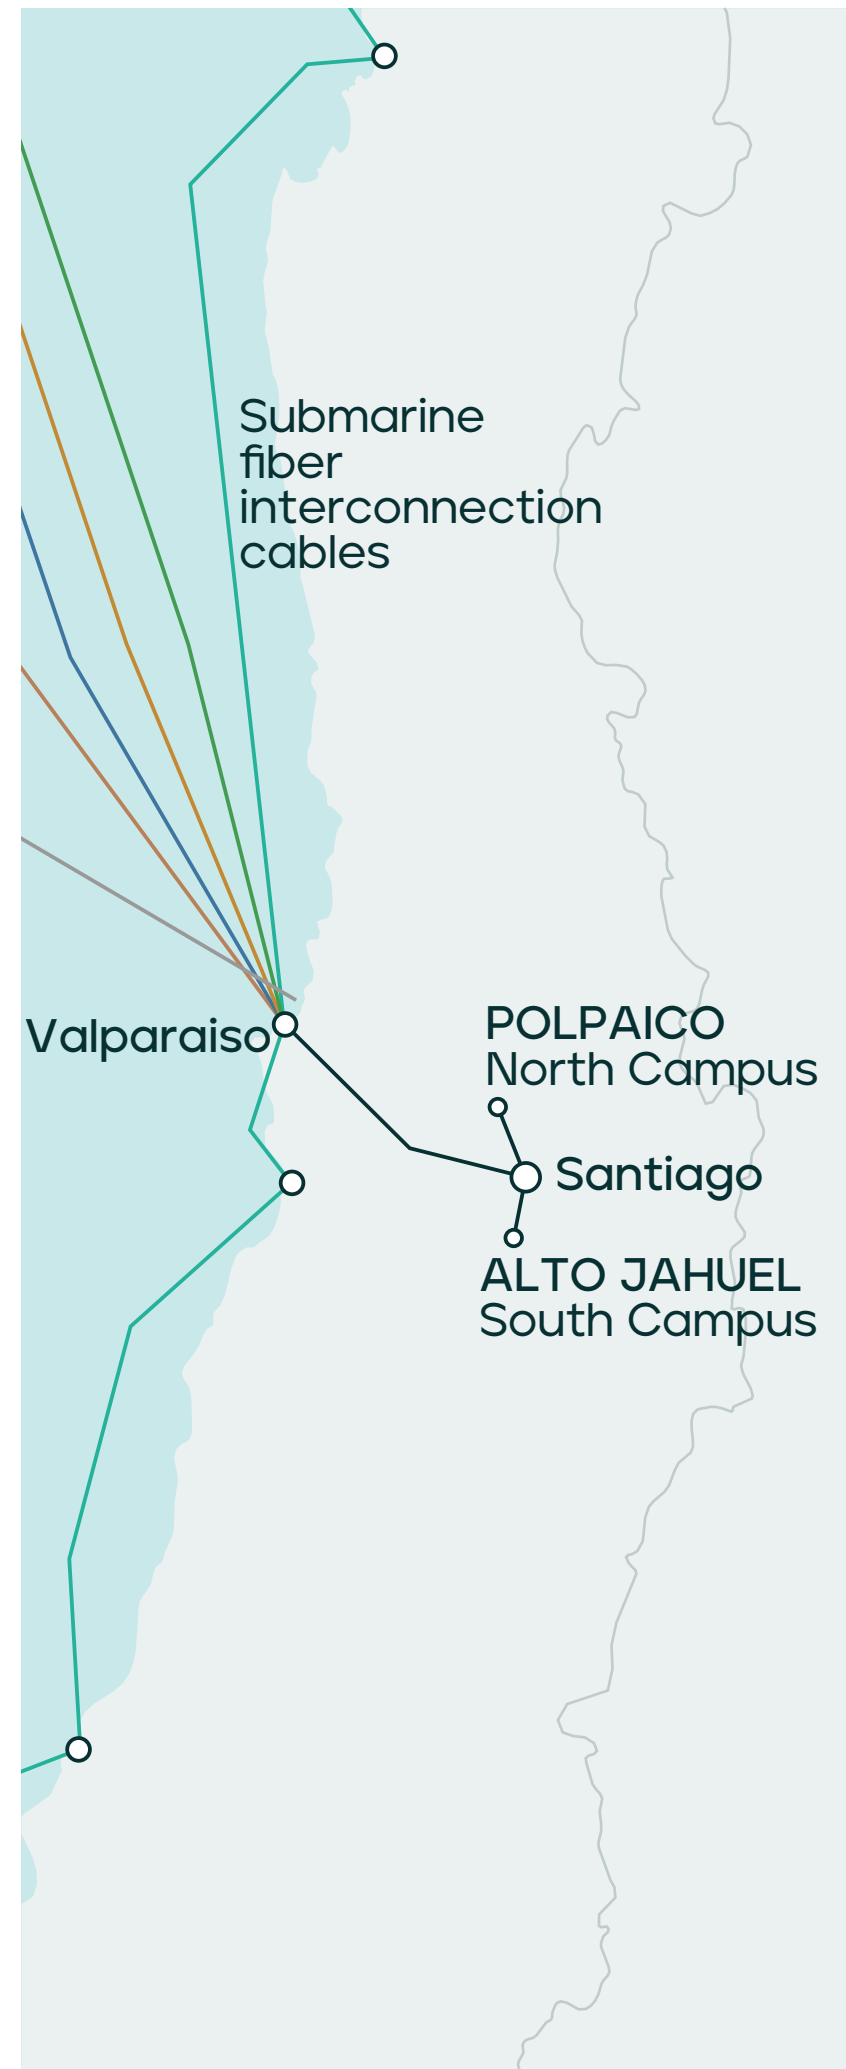 Submarine
fiber
interconnection
cables
Valparaiso
POLPAICO
North Campus
Santiago
ALTO JAHUEL
South Campus